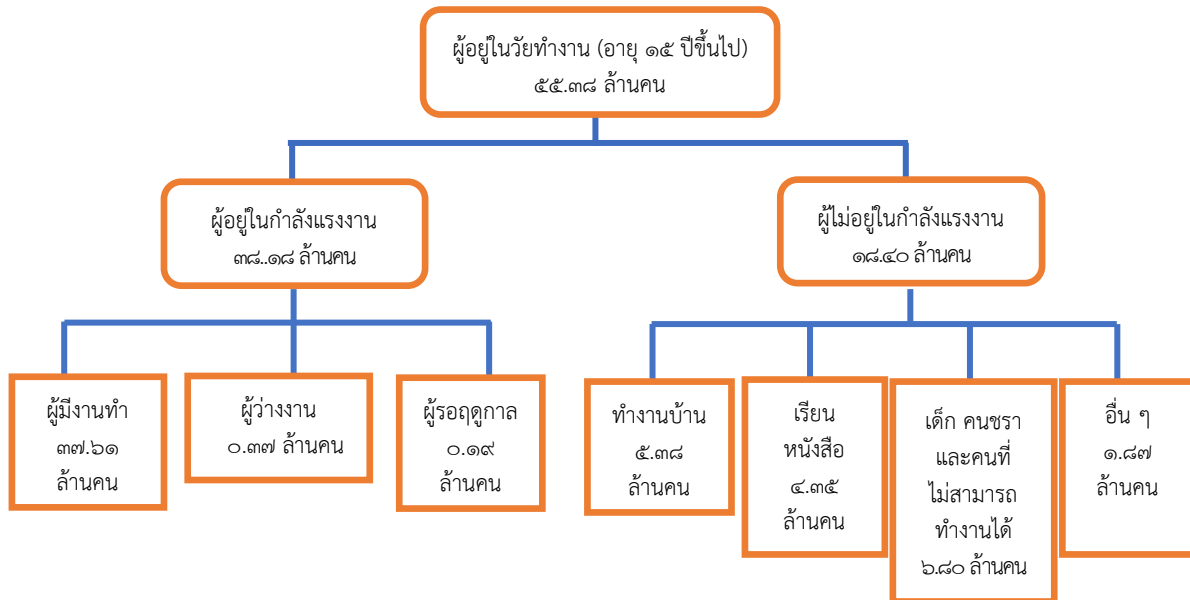 ผู้อยู่ในวัยทำงาน (อายุ ๑๕ ปีขึ้นไป)
๕๕.๓๘ ล้านคน
ผู้อยู่ในกำลังแรงงาน
๓๘..๑๘ ล้านคน
ผู้ไม่อยู่ในกำลังแรงงาน
๑๘.๔๐ ล้านคน
ผู้มีงานทำ
๓๗.๖๑
ล้านคน
ผู้ว่างงาน
๐.๓๗ ล้านคน
ผู้รอฤดูกาล
๐.๑๙
ล้านคน
ทำงานบ้าน
๕.๓๘
ล้านคน
เรียน
หนังสือ
๔.๓๕
ล้านคน
เด็ก คนชรา
และคนที่
ไม่สามารถ
ทำงานได้
๖.๘๐ ล้านคน
อื่น ๆ
๑.๘๗
ล้านคน